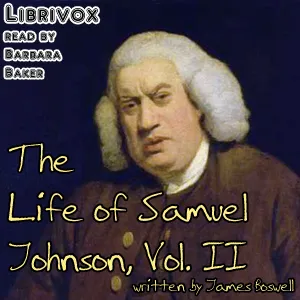 Librivox
read by
Barbara
Baker
The
Life of Samuel
Johnson, Vol. II
written by James Boswell